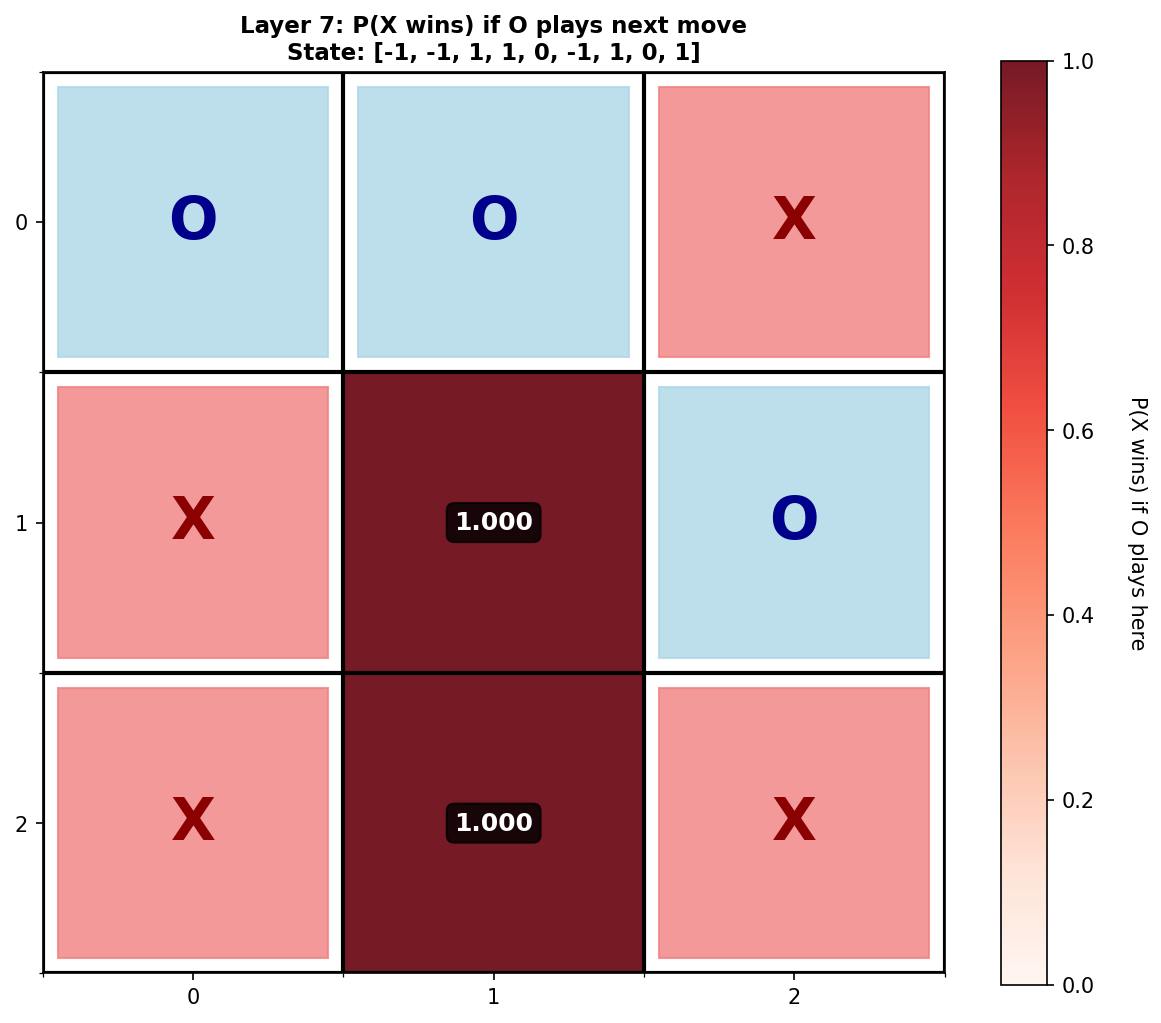 Layer 7: P(X wins) if O plays next move
State: [-1, -1, 1, 1, 0, -1, 1, 0, 1]
O O X
X 1.000 O
X 1.000 X
0
1
2
0 1 2
1.0
0.8
0.6
0.4
0.2
0.0
P(X wins) if O plays here